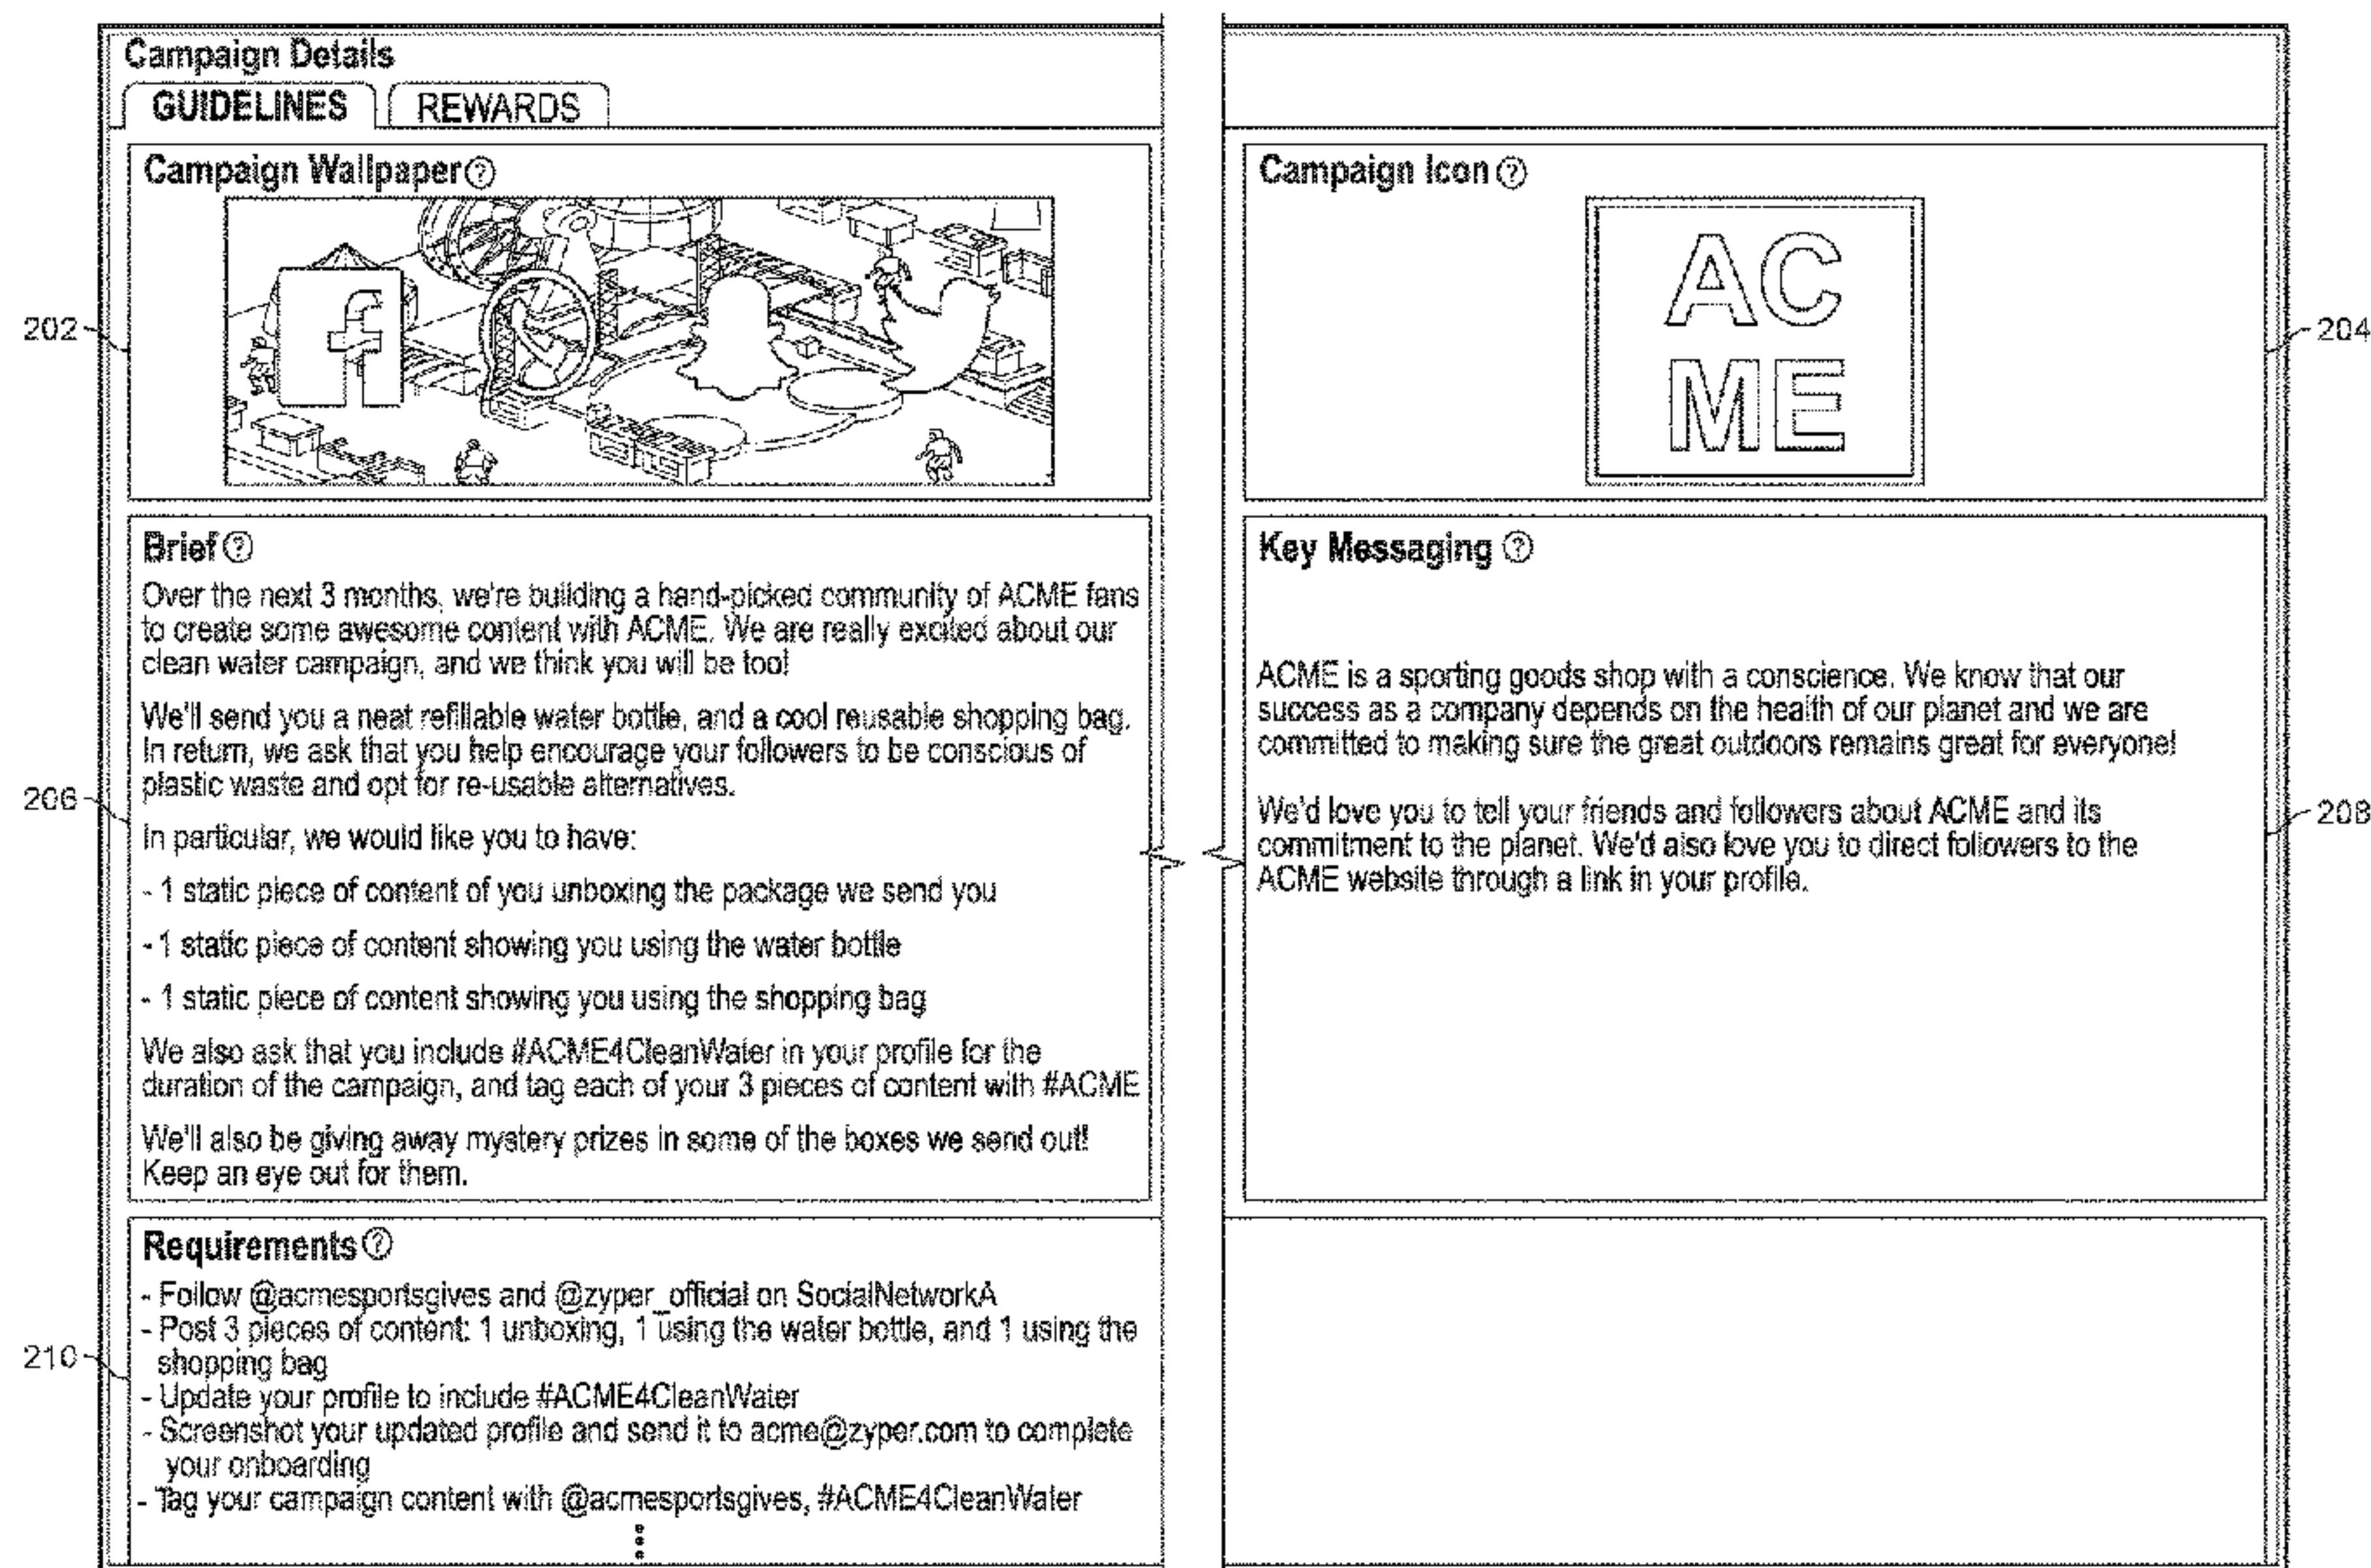 Campaign Details
GUIDELINES
REWARDS
Campaign Wallpaper ?
f
202
Campaign Icon ?
AC
ME
204
Brief ?
Over the next 3 months, we're building a hand-picked community of ACME fans
to create some awesome content with ACME. We are really excited about our
clean water campaign, and we think you will be too!
We'll send you a neat refillable water bottle, and a cool reusable shopping bag.
In return, we ask that you help encourage your followers to be conscious of
plastic waste and opt for re-usable alternatives.
In particular, we would like you to have:
- 1 static piece of content of you unboxing the package we send you
- 1 static piece of content showing you using the water bottle
- 1 static piece of content showing you using the shopping bag
We also ask that you include #ACME4CleanWater in your profile for the
duration of the campaign, and tag each of your 3 pieces of content with #ACME
We'll also be giving away mystery prizes in some of the boxes we send out!
Keep an eye out for them.
206
Key Messaging ?
ACME is a sporting goods shop with a conscience. We know that our
success as a company depends on the health of our planet and we are
committed to making sure the great outdoors remains great for everyone!
We'd love you to tell your friends and followers about ACME and its
commitment to the planet. We'd also love you to direct followers to the
ACME website through a link in your profile.
208
Requirements ?
- Follow @acmesportsgives and @zyper_official on SocialNetworkA
- Post 3 pieces of content: 1 unboxing, 1 using the water bottle, and 1 using the
shopping bag
- Update your profile to include #ACME4CleanWater
- Screenshot your updated profile and send it to acme@zyper.com to complete
your onboarding
- Tag your campaign content with @acmesportsgives, #ACME4CleanWater
210